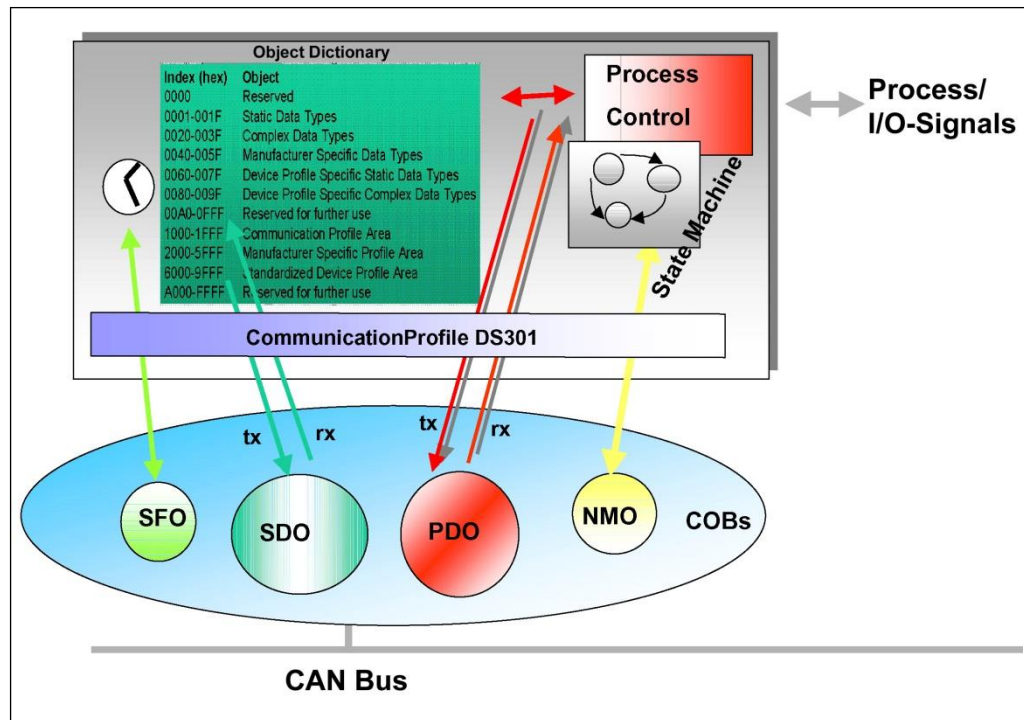 Object Dictionary
Index (hex) Object
0000 Reserved
0001-001F Static Data Types
0020-003F Complex Data Types
0040-005F Manufacturer Specific Data Types
0060-007F Device Profile Specific Static Data Types
0080-009F Device Profile Specific Complex Data Types
00A0-0FFF Reserved for further use
1000-1FFF Communication Profile Area
2000-5FFF Manufacturer Specific Profile Area
6000-9FFF Standardized Device Profile Area
A000-FFFF Reserved for further use
Process
Control
State Machine
Process/
I/O-Signals
CommunicationProfile DS301
tx
rx
tx
rx
SFO
SDO
PDO
NMO
COBs
CAN Bus